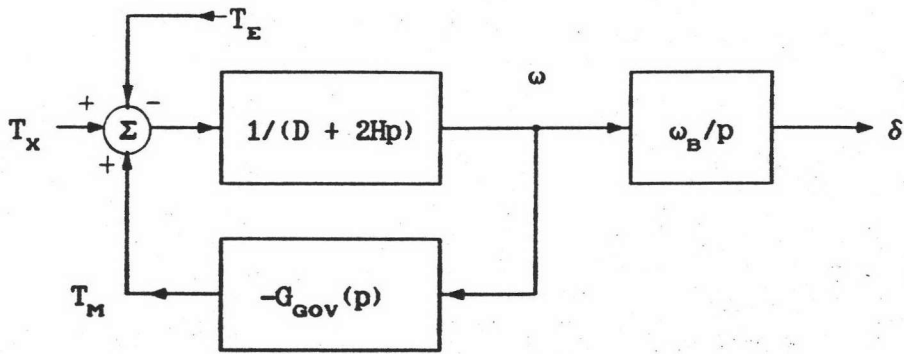 T_E
ω
+
-
T_X
Σ
1/(D + 2Hp)
ω_B/p
δ
+
T_M
-G_GOV(p)